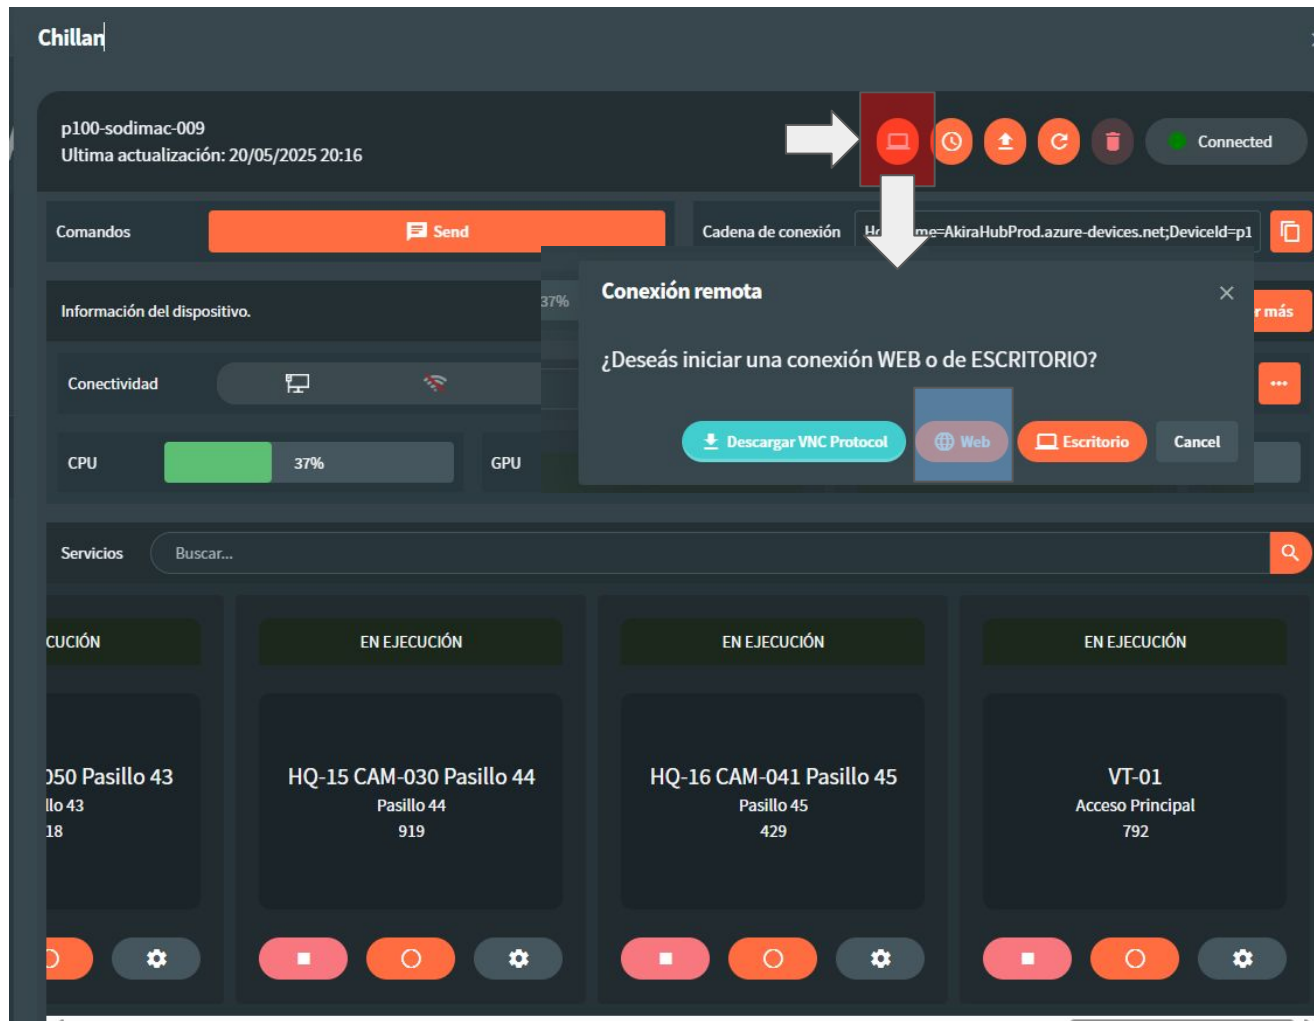 Chillan
p100-sodimac-009
Ultima actualización: 20/05/2025 20:16
Connected
Comandos
Send
Cadena de conexión
me=AkiraHubProd.azure-devices.net;DeviceId=p1
Información del dispositivo.
37%
Conexión remota
más
¿Deseás iniciar una conexión WEB o de ESCRITORIO?
Conectividad
Descargar VNC Protocol
Web
Escritorio
Cancel
CPU
37%
GPU
Servicios
Buscar...
CUCIÓN
EN EJECUCIÓN
EN EJECUCIÓN
EN EJECUCIÓN
050 Pasillo 43
llo 43
18
HQ-15 CAM-030 Pasillo 44
Pasillo 44
919
HQ-16 CAM-041 Pasillo 45
Pasillo 45
429
VT-01
Acceso Principal
792